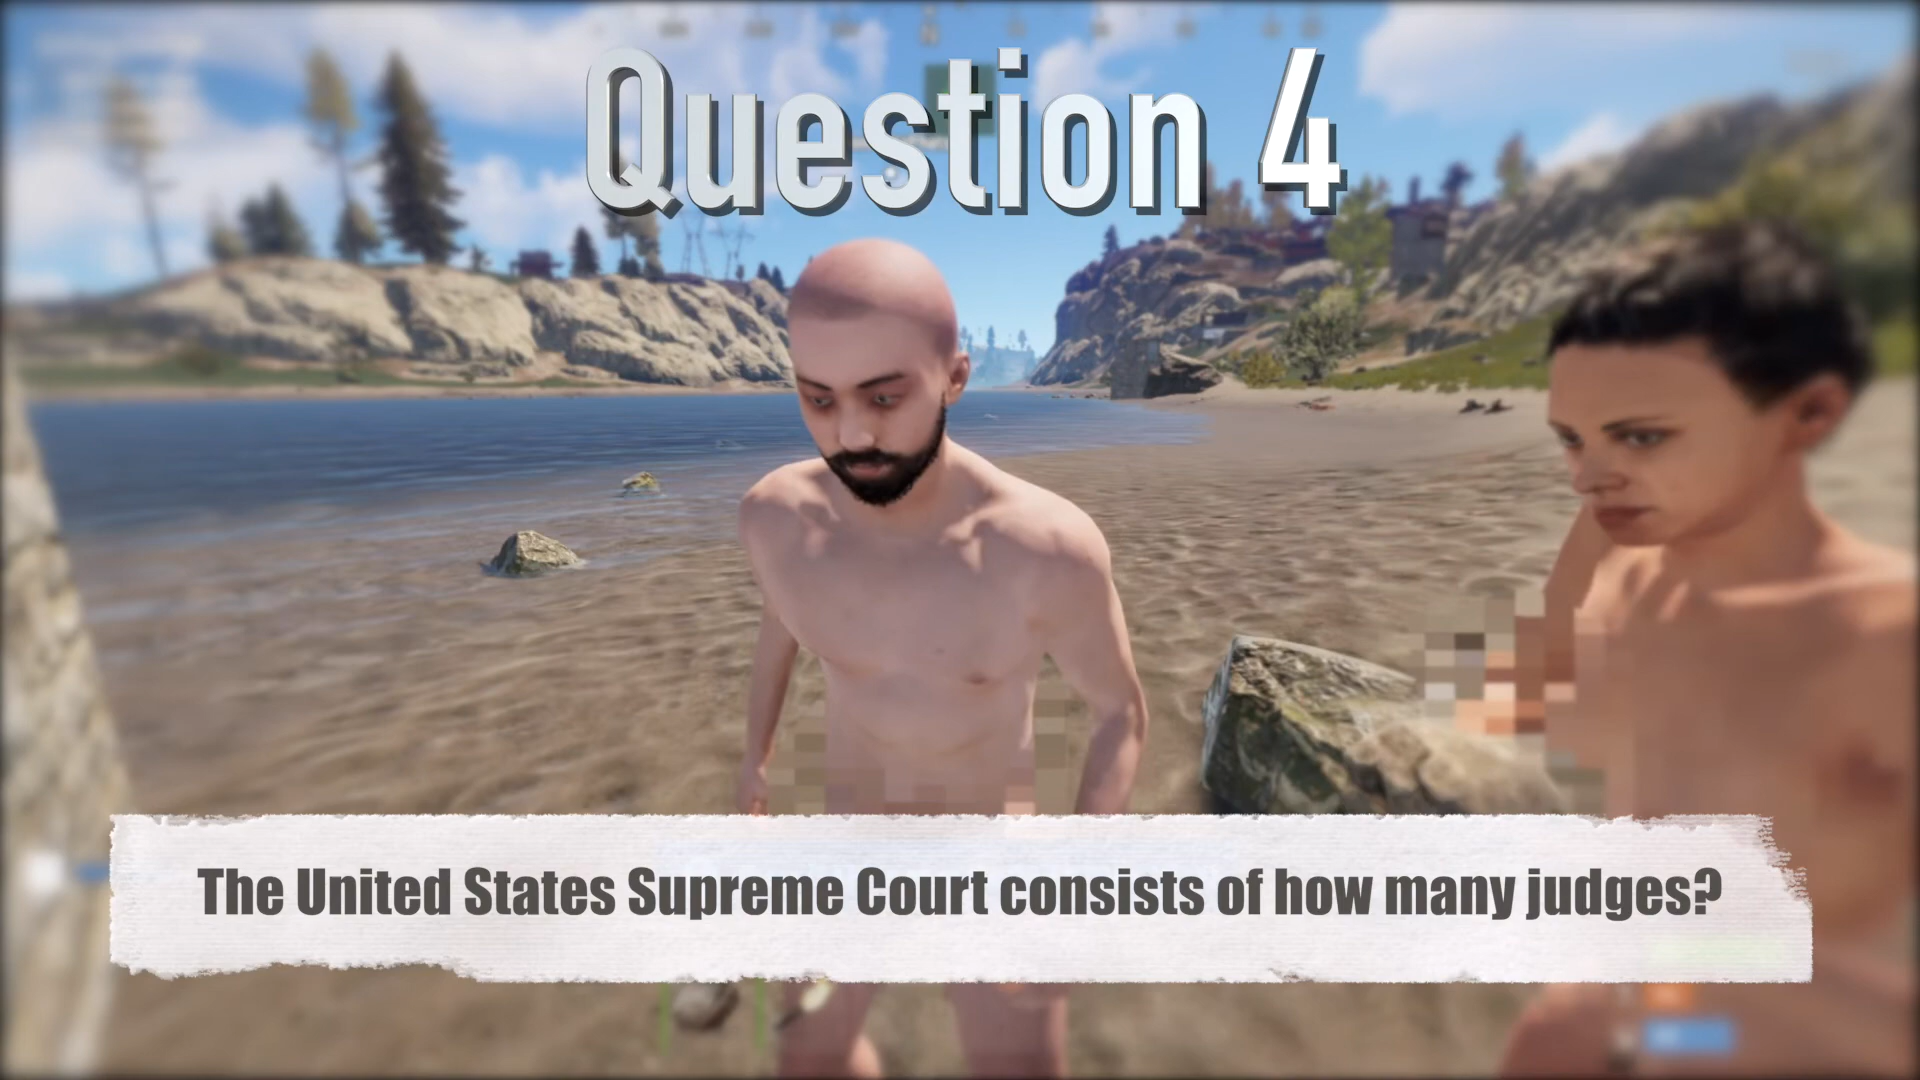 Question 4
The United States Supreme Court consists of how many judges?